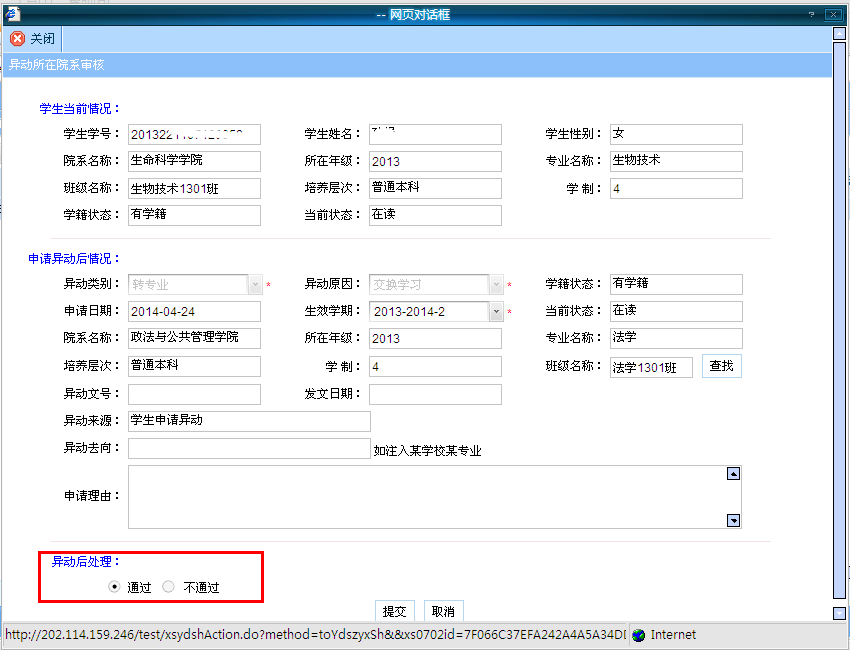 -- 网页对话框
关闭
异动所在院系审核
学生当前情况：
学生学号： 学生姓名： 学生性别： 女
院系名称： 生命科学学院 所在年级： 2013 专业名称： 生物技术
班级名称： 生物技术1301班 培养层次： 普通本科 学 制： 4
学籍状态： 有学籍 当前状态： 在读
申请异动后情况：
异动类别： 转专业 * 异动原因： 交换学习 * 学籍状态： 有学籍
申请日期： 2014-04-24 生效学期： 2013-2014-2 * 当前状态： 在读
院系名称： 政法与公共管理学院 所在年级： 2013 专业名称： 法学
培养层次： 普通本科 学 制： 4 班级名称： 法学1301班 查找
异动文号： 发文日期：
异动来源： 学生申请异动
异动去向： 如注入某学校某专业
申请理由：
异动后处理：
通过 不通过
提交 取消
http://202.114.159.246/test/xsydshAction.do?method=toYdszyxSh&&xs0702id=7F066C37EFA242A4A5A34DI Internet